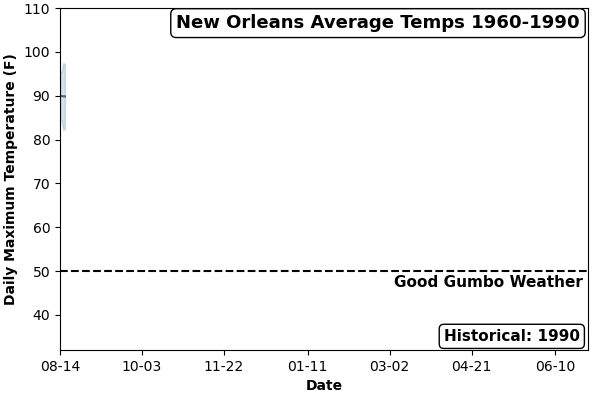 New Orleans Average Temps 1960-1990
Daily Maximum Temperature (F)
110
100
90
80
70
60
50
40
Good Gumbo Weather
Historical: 1990
08-14 10-03 11-22 01-11 03-02 04-21 06-10
Date